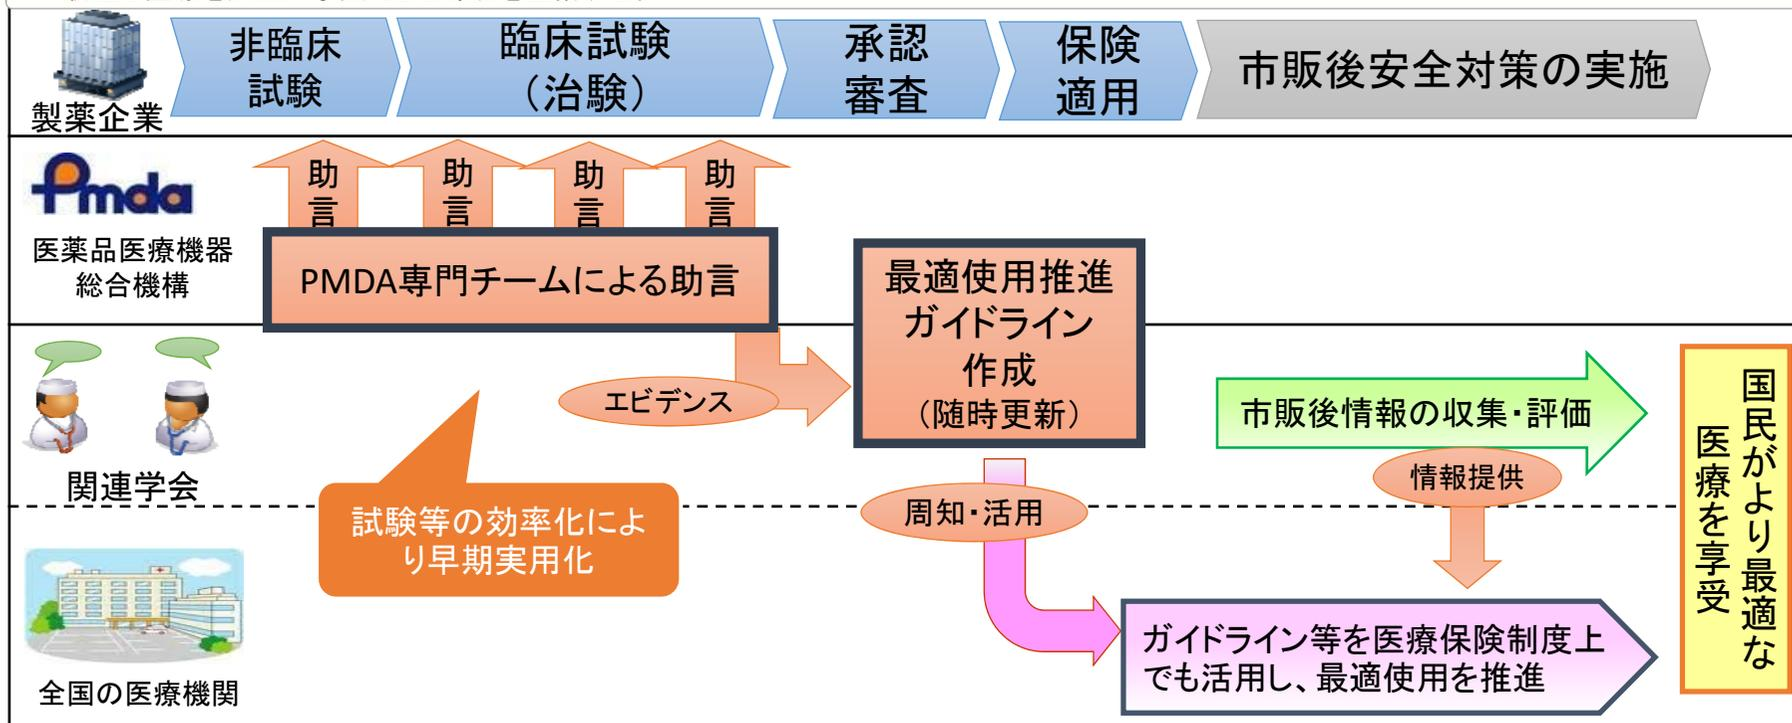 非臨床
試験
臨床試験
（治験）
承認
審査
保険
適用
市販後安全対策の実施
製薬企業
助言
助言
助言
助言
Pmda
医薬品医療機器
総合機構
PMDA専門チームによる助言
最適使用推進
ガイドライン
作成
（随時更新）
エビデンス
市販後情報の収集・評価
関連学会
情報提供
試験等の効率化によ
り早期実用化
周知・活用
国民がより最適な
医療を享受
全国の医療機関
ガイドライン等を医療保険制度上
でも活用し、最適使用を推進